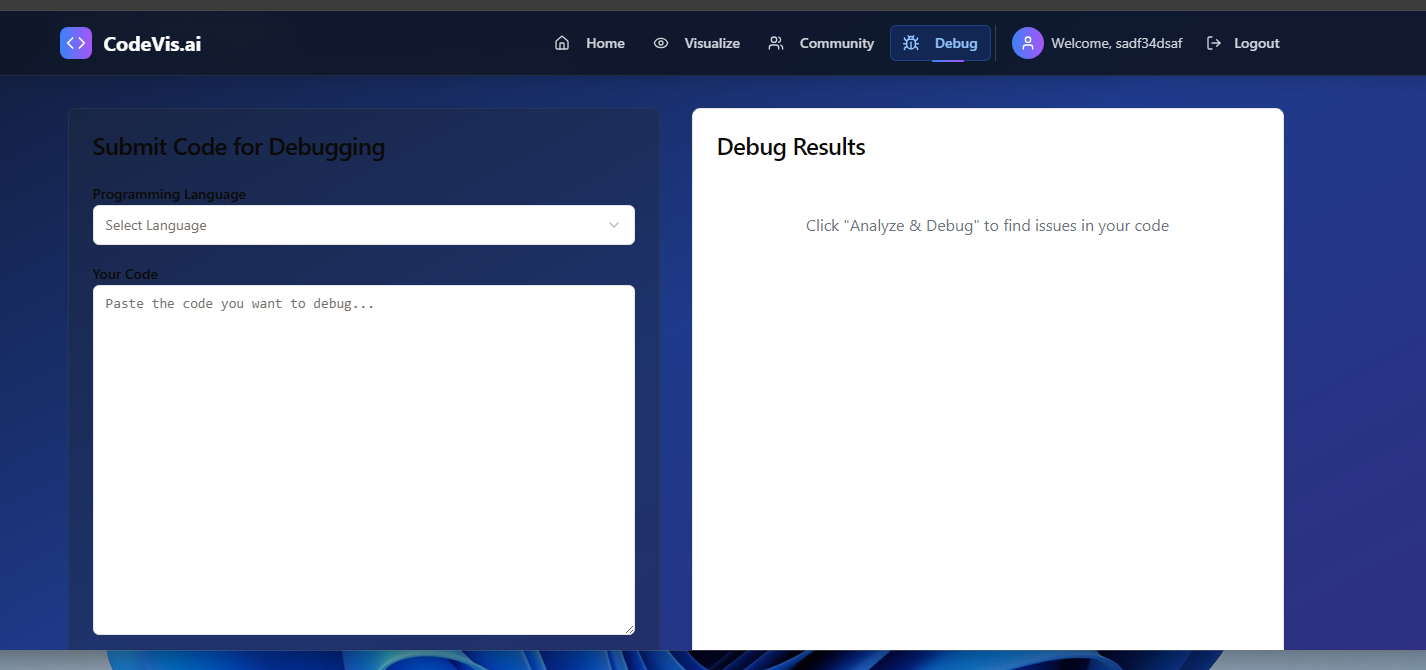 CodeVis.ai
Home
Visualize
Community
Debug
Welcome, sadf34dsaf
Logout
Submit Code for Debugging
Programming Language
Select Language
Your Code
Paste the code you want to debug...
Debug Results
Click "Analyze & Debug" to find issues in your code